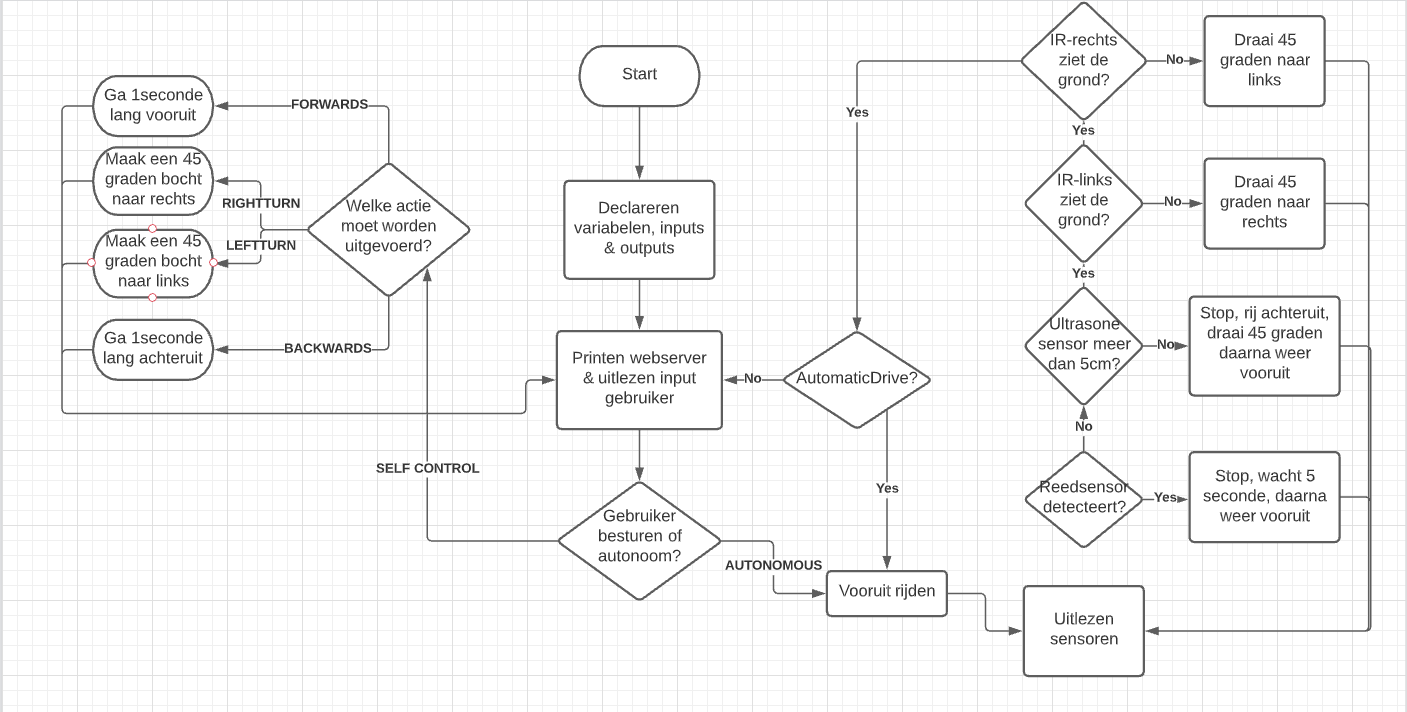 Start
Declareren
variabelen, inputs
& outputs
Printen webserver
& uitlezen input
gebruiker
Gebruiker
besturen of
autonoom?
SELF CONTROL
AUTONOMOUS
Welke actie
moet worden
uitgevoerd?
FORWARDS
RIGHTTURN
LEFTTURN
BACKWARDS
Ga 1seconde
lang vooruit
Maak een 45
graden bocht
naar rechts
Maak een 45
graden bocht
naar links
Ga 1seconde
lang achteruit
Vooruit rijden
Uitlezen
sensoren
Reedsensor
detecteert?
Yes
Stop, wacht 5
seconde, daarna
weer vooruit
No
Ultrasone
sensor meer
dan 5cm?
No
Stop, rij achteruit,
draai 45 graden
daarna weer
vooruit
Yes
IR-links
ziet de
grond?
No
Draai 45
graden naar
rechts
Yes
IR-rechts
ziet de
grond?
No
Draai 45
graden naar
links
Yes
AutomaticDrive?
No
Yes